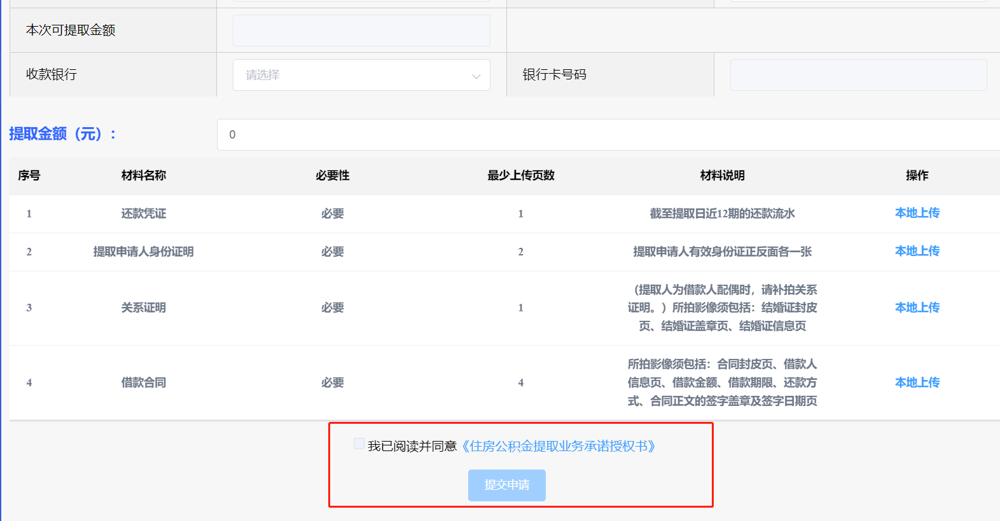 本次可提取金额
收款银行 请选择 银行卡号码
提取金额（元）： 0
序号 材料名称 必要性 最少上传页数 材料说明 操作
1 还款凭证 必要 1 截至提取日近12期的还款流水 本地上传
2 提取申请人身份证明 必要 2 提取申请人有效身份证正反面各一张 本地上传
（提取人为借款人配偶时，请补拍关系
3 关系证明 必要 1 证明。）所拍影像须包括：结婚证封皮 本地上传
页、结婚证盖章页、结婚证信息页
所拍影像须包括：合同封皮页、借款人
4 借款合同 必要 4 信息页、借款金额、借款期限、还款方 本地上传
式、合同正文的签字盖章及签字日期页
我已阅读并同意《住房公积金提取业务承诺授权书》
提交申请